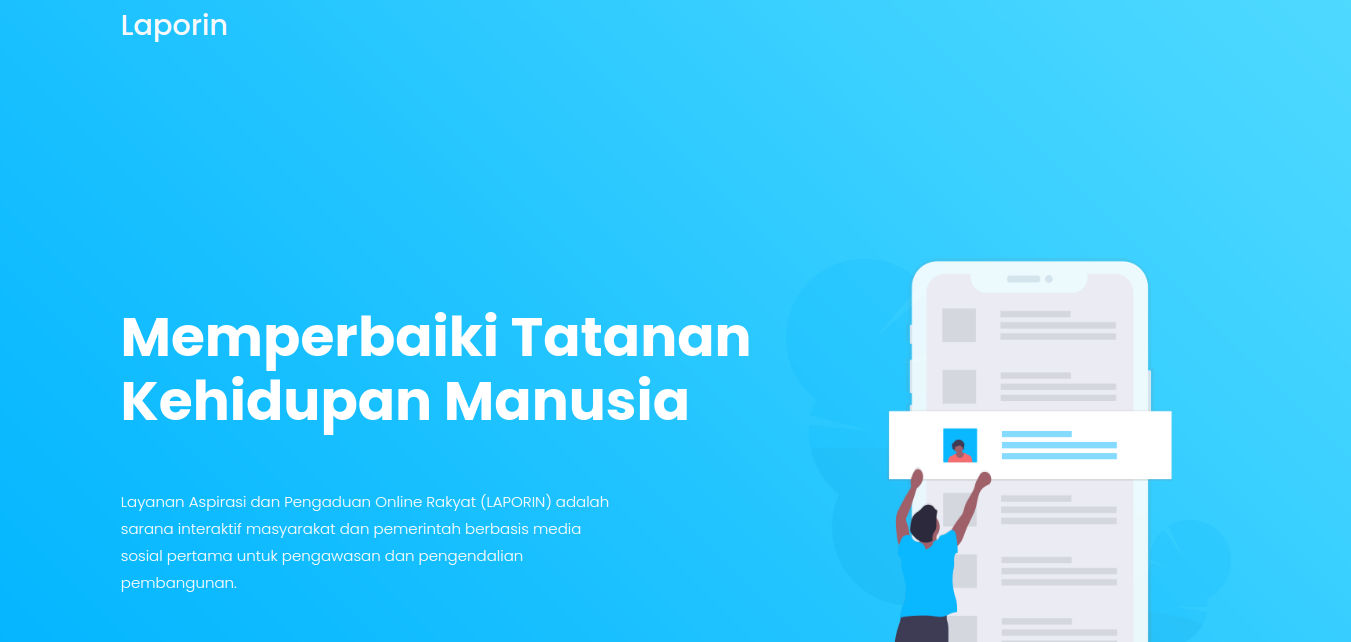 Laporin
Memperbaiki Tatanan
Kehidupan Manusia
Layanan Aspirasi dan Pengaduan Online Rakyat (LAPORIN) adalah
sarana interaktif masyarakat dan pemerintah berbasis media
sosial pertama untuk pengawasan dan pengendalian
pembangunan.